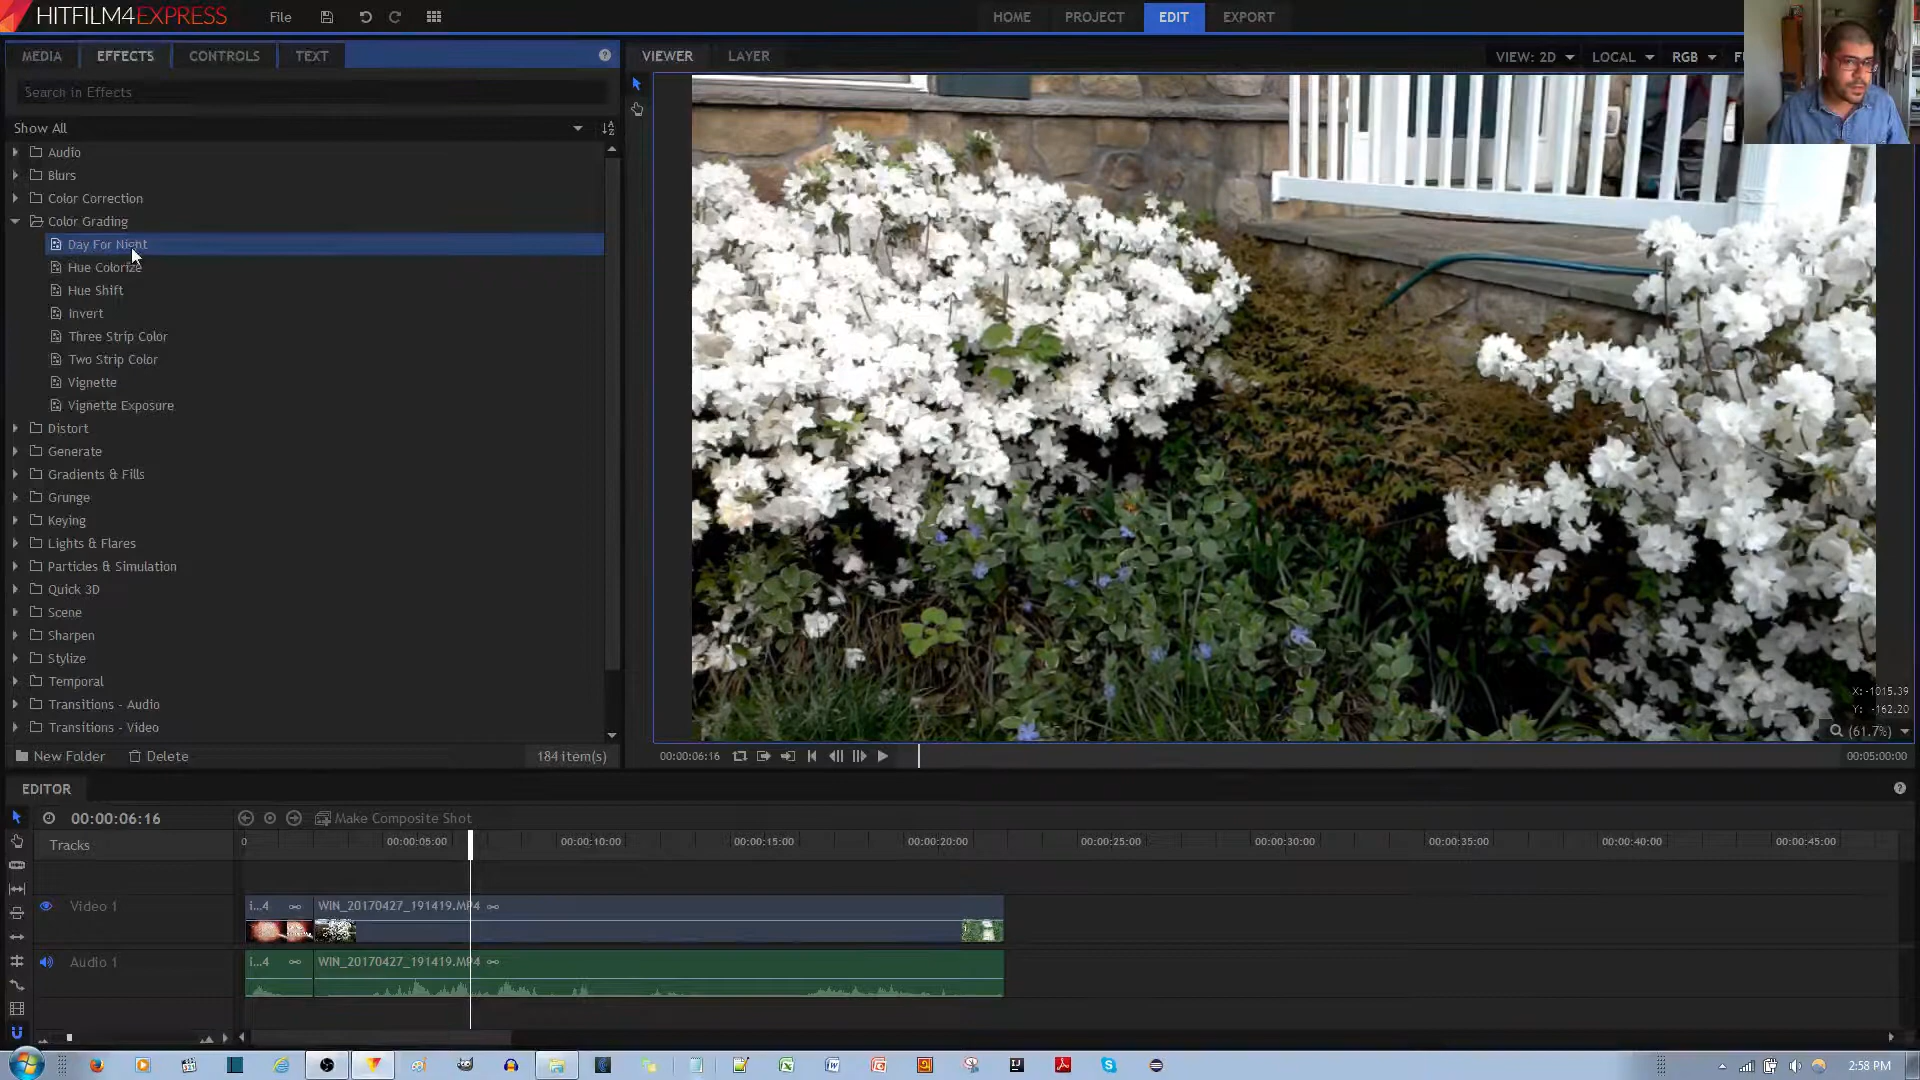 HITFILM4EXPRESS
File
HOME
PROJECT
EDIT
EXPORT
MEDIA
EFFECTS
CONTROLS
TEXT
VIEWER
LAYER
VIEW: 2D
LOCAL
RGB
Search in Effects
Show All
Audio
Blurs
Color Correction
Color Grading
Day For Night
Hue Colorize
Hue Shift
Invert
Three Strip Color
Two Strip Color
Vignette
Vignette Exposure
Distort
Generate
Gradients & Fills
Grunge
Keying
Lights & Flares
Particles & Simulation
Quick 3D
Scene
Sharpen
Stylize
Temporal
Transitions - Audio
Transitions - Video
New Folder
Delete
184 item(s)
X: -1015.39
Y: -162.20
(61.7%)
00:00:06:16
00:05:00:00
EDITOR
00:00:06:16
Make Composite Shot
Tracks
0
00:00:05:00
00:00:10:00
00:00:15:00
00:00:20:00
00:00:25:00
00:00:30:00
00:00:35:00
00:00:40:00
00:00:45:00
Video 1
i...4
WIN_20170427_191419.MP4
Audio 1
i...4
WIN_20170427_191419.MP4
2:58 PM